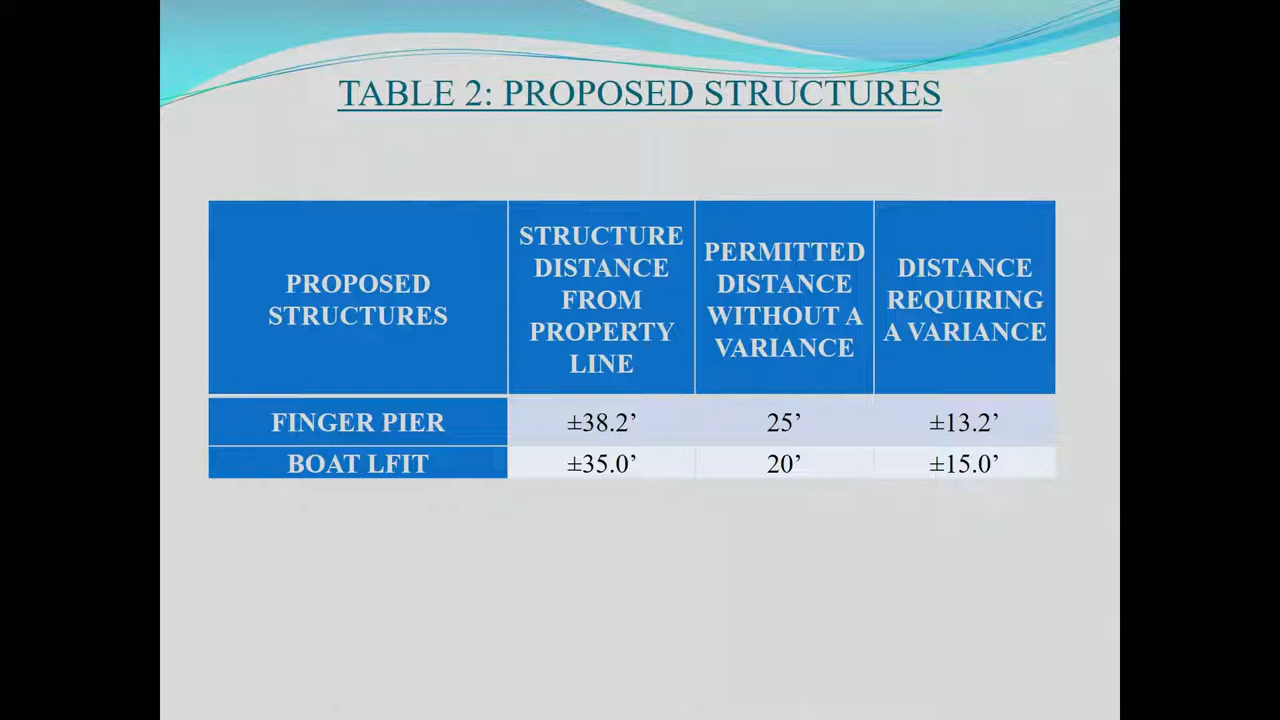 TABLE 2: PROPOSED STRUCTURES
PROPOSED
STRUCTURES
STRUCTURE
DISTANCE
FROM
PROPERTY
LINE
PERMITTED
DISTANCE
WITHOUT A
VARIANCE
DISTANCE
REQUIRING
A VARIANCE
FINGER PIER ±38.2’ 25’ ±13.2’
BOAT LFIT ±35.0’ 20’ ±15.0’